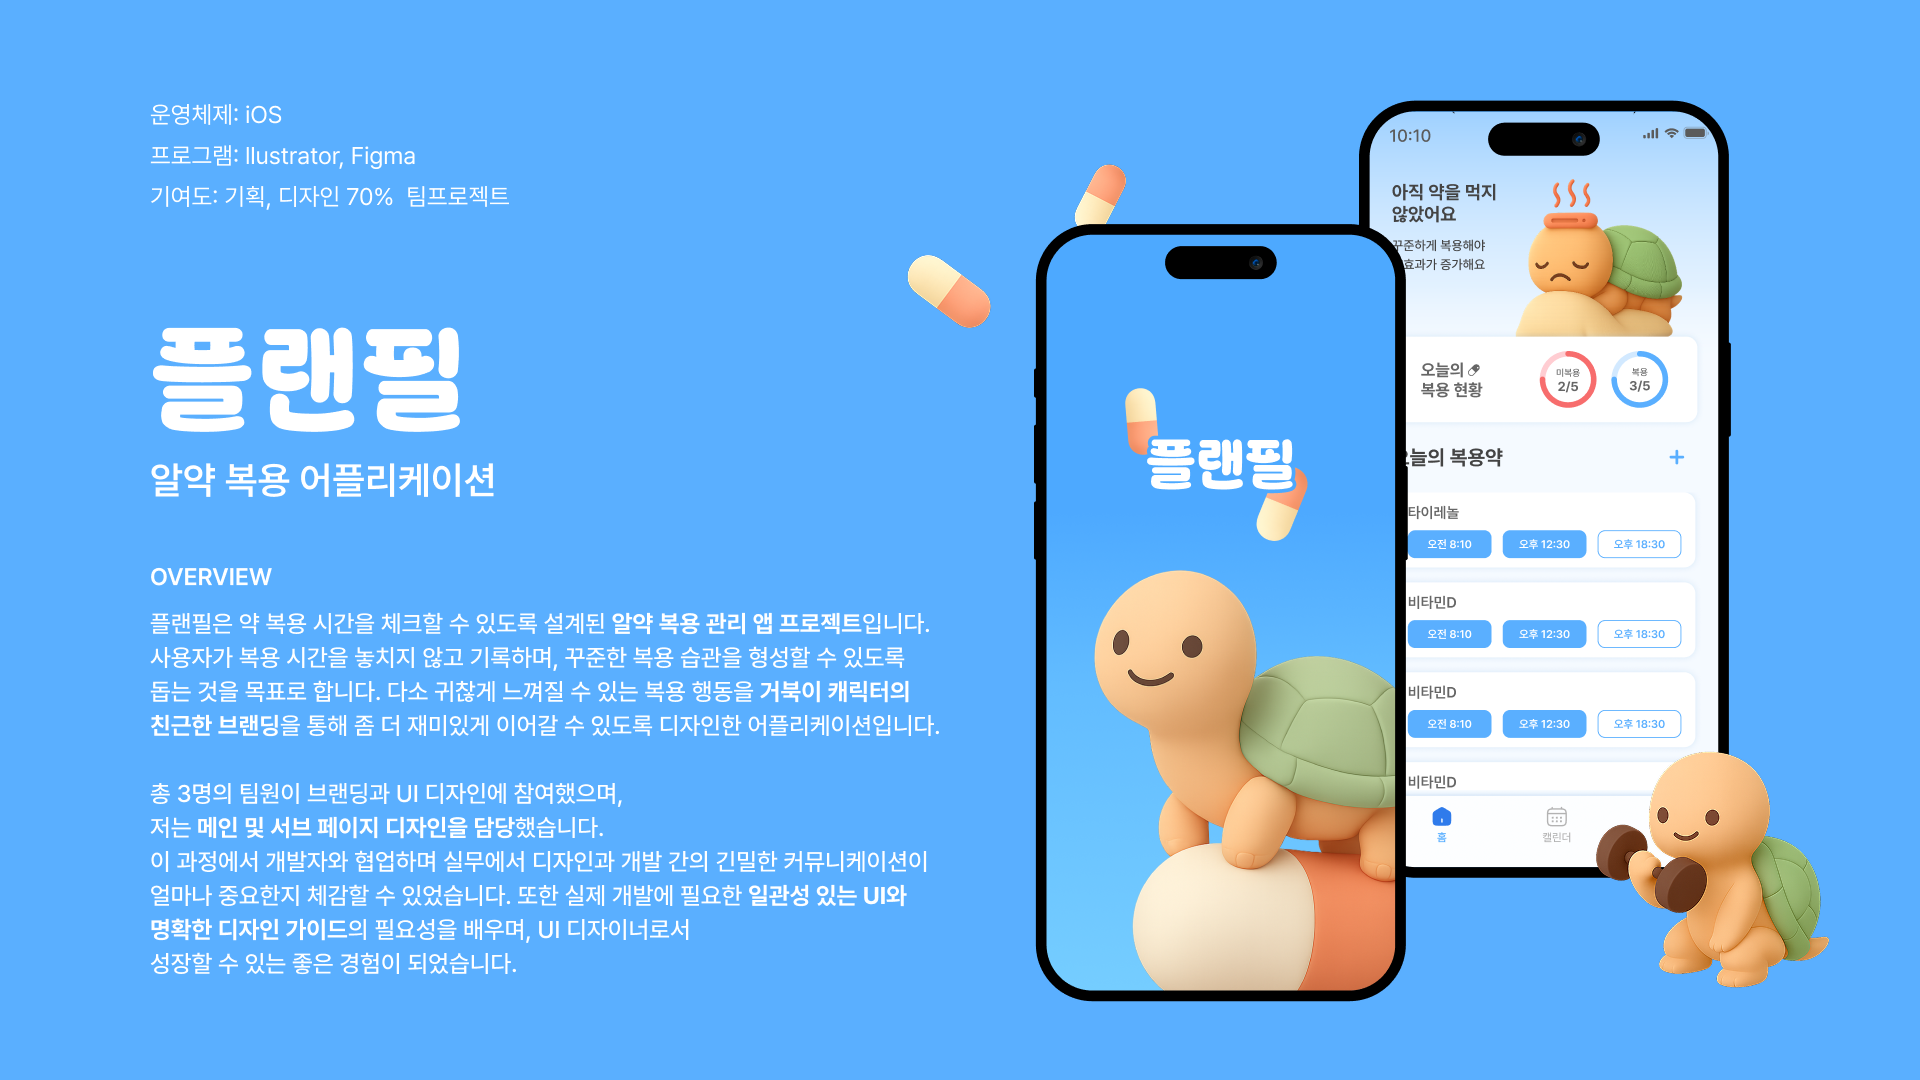 운영체제: iOS
프로그램: llustrator, Figma
기여도: 기획, 디자인 70% 팀프로젝트
플랜필
알약 복용 어플리케이션
OVERVIEW
플랜필은 약 복용 시간을 체크할 수 있도록 설계된 알약 복용 관리 앱 프로젝트입니다.
사용자가 복용 시간을 놓치지 않고 기록하며, 꾸준한 복용 습관을 형성할 수 있도록
돕는 것을 목표로 합니다. 다소 귀찮게 느껴질 수 있는 복용 행동을 거북이 캐릭터의
친근한 브랜딩을 통해 좀 더 재미있게 이어갈 수 있도록 디자인한 어플리케이션입니다.
총 3명의 팀원이 브랜딩과 UI 디자인에 참여했으며,
저는 메인 및 서브 페이지 디자인을 담당했습니다.
이 과정에서 개발자와 협업하며 실무에서 디자인과 개발 간의 긴밀한 커뮤니케이션이
얼마나 중요한지 체감할 수 있었습니다. 또한 실제 개발에 필요한 일관성 있는 UI와
명확한 디자인 가이드의 필요성을 배우며, UI 디자이너로서
성장할 수 있는 좋은 경험이 되었습니다.
플랜필
10:10
아직 약을 먹지
않았어요
꾸준하게 복용해야
효과가 증가해요
오늘의
복용 현황
미복용
2/5
복용
3/5
오늘의 복용약
+
타이레놀
오전 8:10
오후 12:30
오후 18:30
비타민D
오전 8:10
오후 12:30
오후 18:30
비타민D
오전 8:10
오후 12:30
오후 18:30
비타민D
홈
캘린더